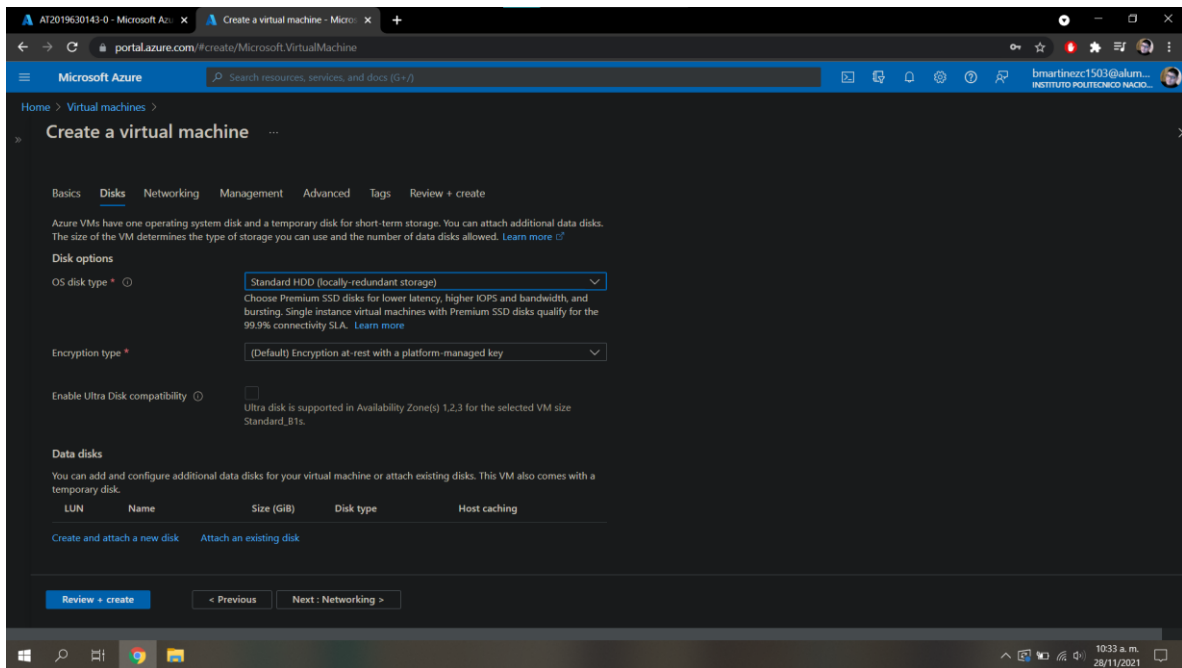 AT2019630143-0 - Microsoft Azu
Create a virtual machine - Micros
portal.azure.com/#create/Microsoft.VirtualMachine
Microsoft Azure
Search resources, services, and docs (G+/)
bmartinezc1503@alum...
INSTITUTO POLITECNICO NACIO...
Home > Virtual machines >
Create a virtual machine ...
Basics Disks Networking Management Advanced Tags Review + create
Azure VMs have one operating system disk and a temporary disk for short-term storage. You can attach additional data disks.
The size of the VM determines the type of storage you can use and the number of data disks allowed. Learn more
Disk options
OS disk type *
Standard HDD (locally-redundant storage)
Choose Premium SSD disks for lower latency, higher IOPS and bandwidth, and
bursting. Single instance virtual machines with Premium SSD disks qualify for the
99.9% connectivity SLA. Learn more
Encryption type *
(Default) Encryption at-rest with a platform-managed key
Enable Ultra Disk compatibility
Ultra disk is supported in Availability Zone(s) 1,2,3 for the selected VM size
Standard_B1s.
Data disks
You can add and configure additional data disks for your virtual machine or attach existing disks. This VM also comes with a
temporary disk.
LUN Name Size (GiB) Disk type Host caching
Create and attach a new disk Attach an existing disk
Review + create < Previous Next : Networking >
10:33 a. m.
28/11/2021